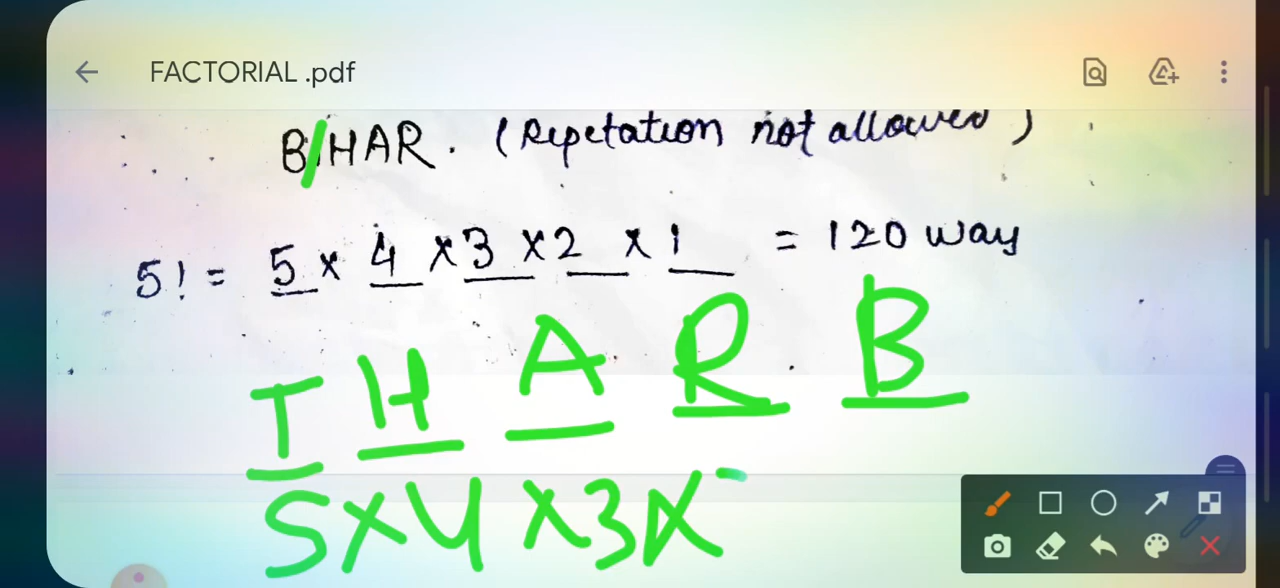 FACTORIAL .pdf
BIHAR. (Repetation not allowed)
5! = 5 x 4 x 3 x 2 x 1 = 120 way
I H A R B
5x4x3x